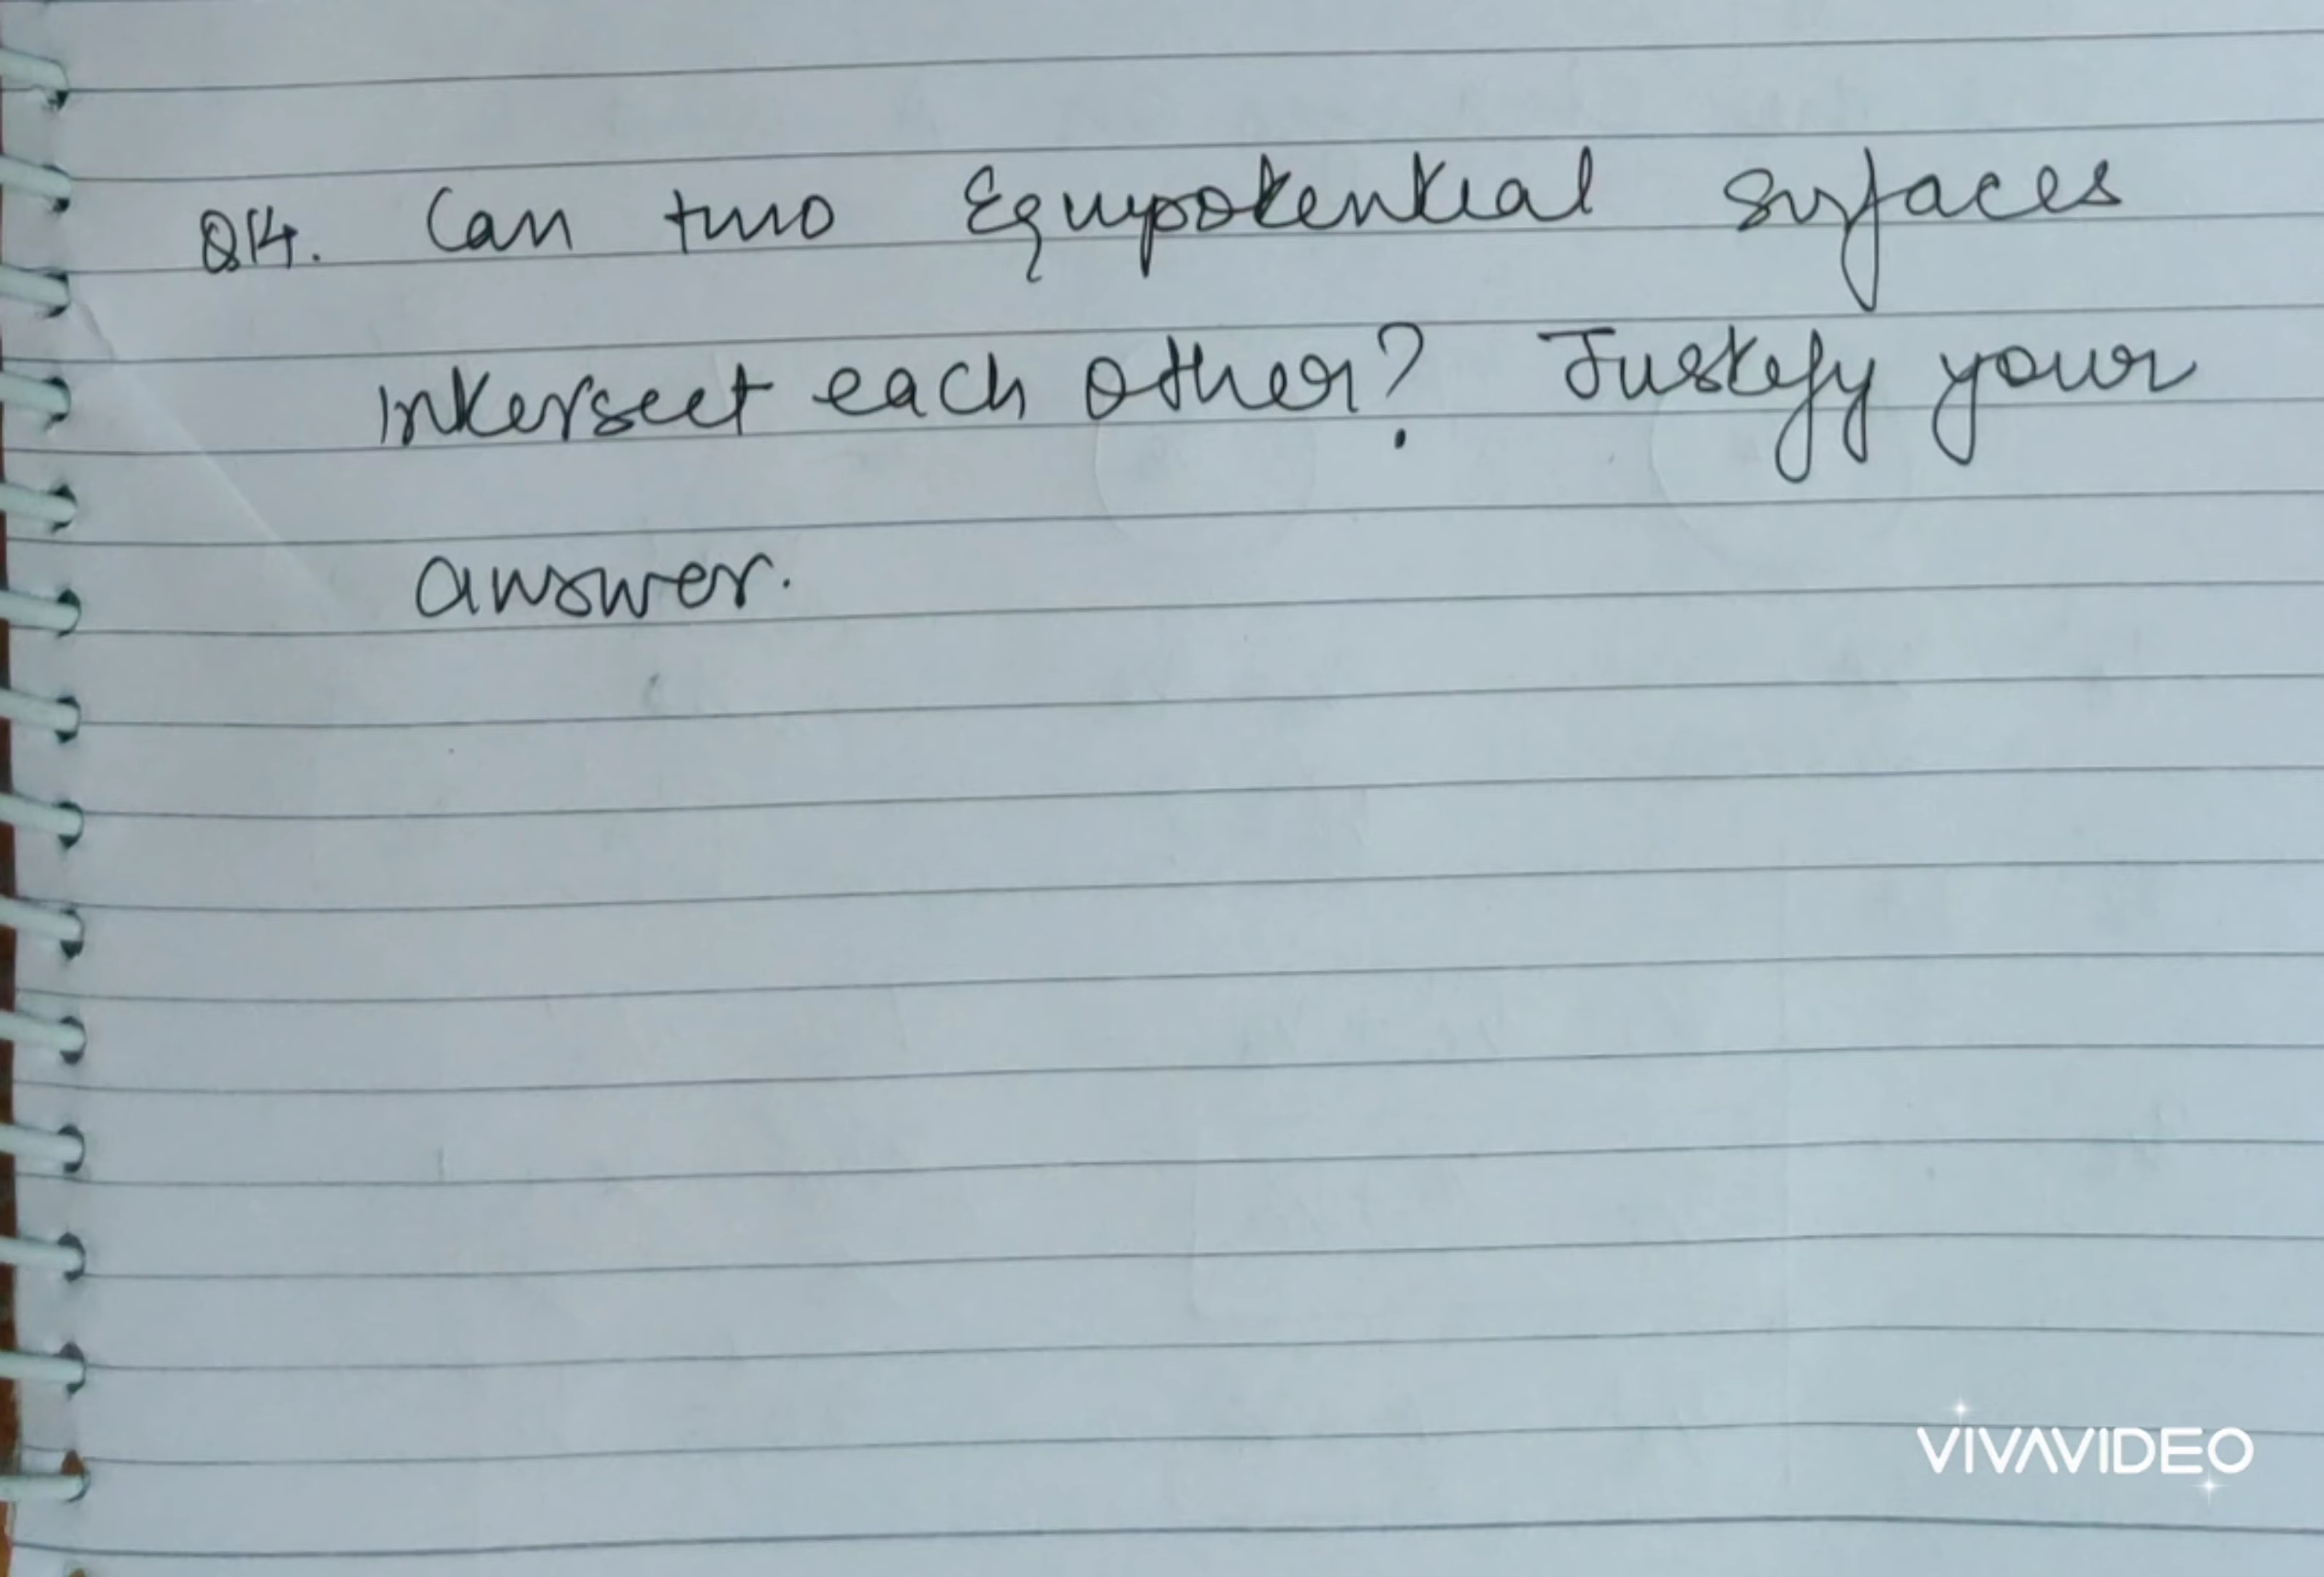 Q14. Can two Equipotential surfaces
intersect each other? Justify your
answer.
VIVAVIDEO